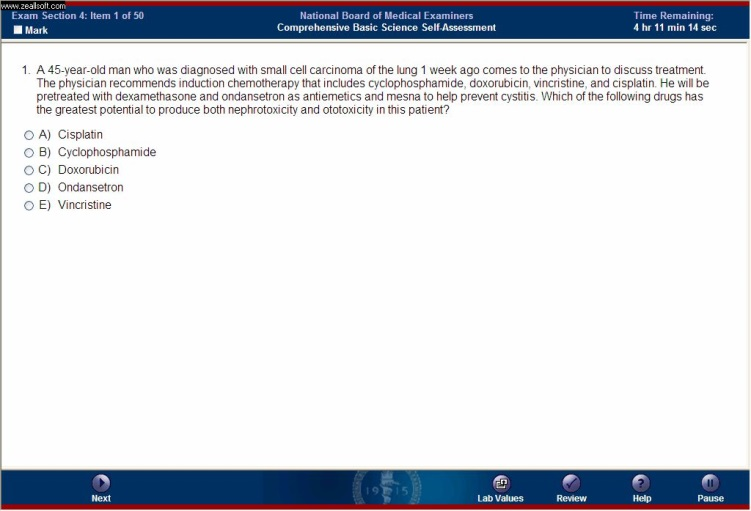 www.zeallsoft.com
Exam Section 4: Item 1 of 50
National Board of Medical Examiners
Time Remaining:
Mark
Comprehensive Basic Science Self-Assessment
4 hr 11 min 14 sec
1. A 45-year-old man who was diagnosed with small cell carcinoma of the lung 1 week ago comes to the physician to discuss treatment.
The physician recommends induction chemotherapy that includes cyclophosphamide, doxorubicin, vincristine, and cisplatin. He will be
pretreated with dexamethasone and ondansetron as antiemetics and mesna to help prevent cystitis. Which of the following drugs has
the greatest potential to produce both nephrotoxicity and ototoxicity in this patient?
A) Cisplatin
B) Cyclophosphamide
C) Doxorubicin
D) Ondansetron
E) Vincristine
1915
Next
Lab Values
Review
Help
Pause